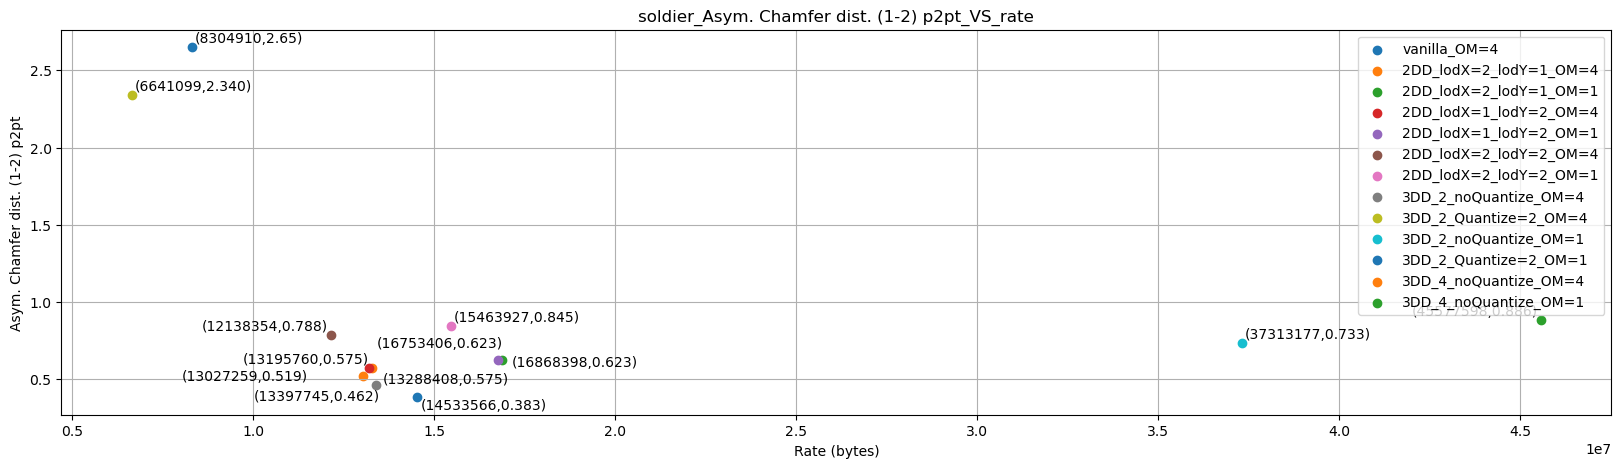 soldier_Asym. Chamfer dist. (1-2) p2pt_VS_rate
(8304910,2.65)
(6641099,2.340)
(15463927,0.845)
(12138354,0.788)
(16753406,0.623)
(16868398,0.623)
(13195760,0.575)
(13288408,0.575)
(13027259,0.519)
(13397745,0.462)
(14533566,0.383)
(37313177,0.733)
vanilla_OM=4
2DD_lodX=2_lodY=1_OM=4
2DD_lodX=2_lodY=1_OM=1
2DD_lodX=1_lodY=2_OM=4
2DD_lodX=1_lodY=2_OM=1
2DD_lodX=2_lodY=2_OM=4
2DD_lodX=2_lodY=2_OM=1
3DD_2_noQuantize_OM=4
3DD_2_Quantize=2_OM=4
3DD_2_noQuantize_OM=1
3DD_2_Quantize=2_OM=1
3DD_4_noQuantize_OM=4
3DD_4_noQuantize_OM=1
Asym. Chamfer dist. (1-2) p2pt
2.5
2.0
1.5
1.0
0.5
0.5
1.0
1.5
2.0
2.5
3.0
3.5
4.0
4.5
1e7
Rate (bytes)